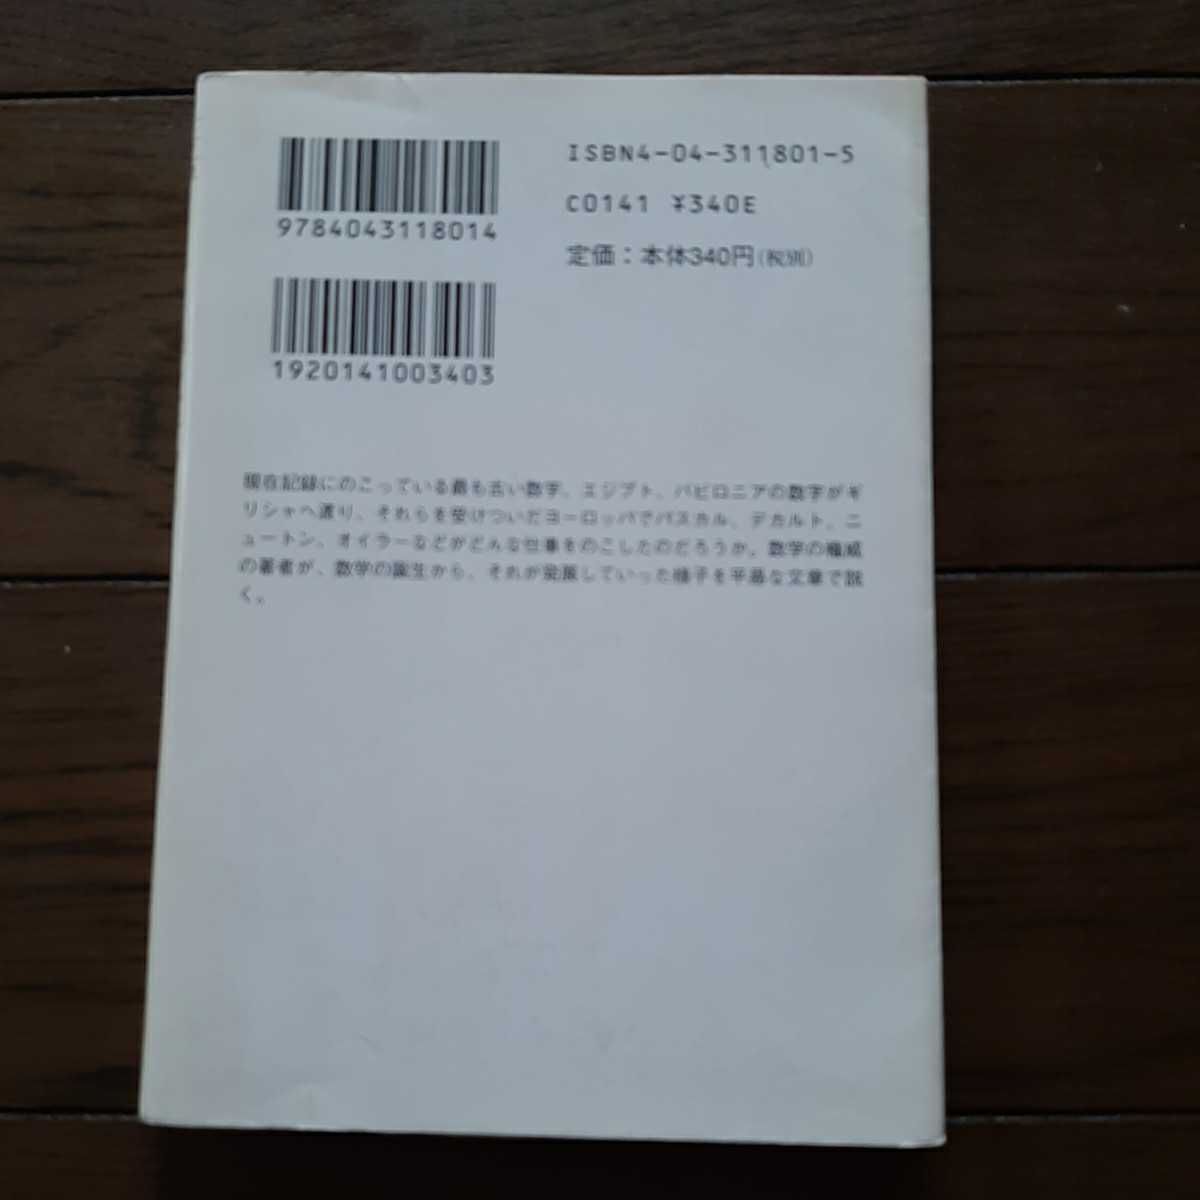 ISBN4-04-311801-5
C0141 ¥340E
定価：本体340円（税別）
9784043118014
1920141003403
現在記録にのこっている最も古い数字、エジプト、バビロニアの数字がギ
リシャへ渡り、それらを受けついだヨーロッパでパスカル、デカルト、ニ
ュートン、オイラーなどがどんな仕事をのこしたのだろうか。数学の権威
の著者が、数学の誕生から、それが発展していった様子を平易な文章で説
く。